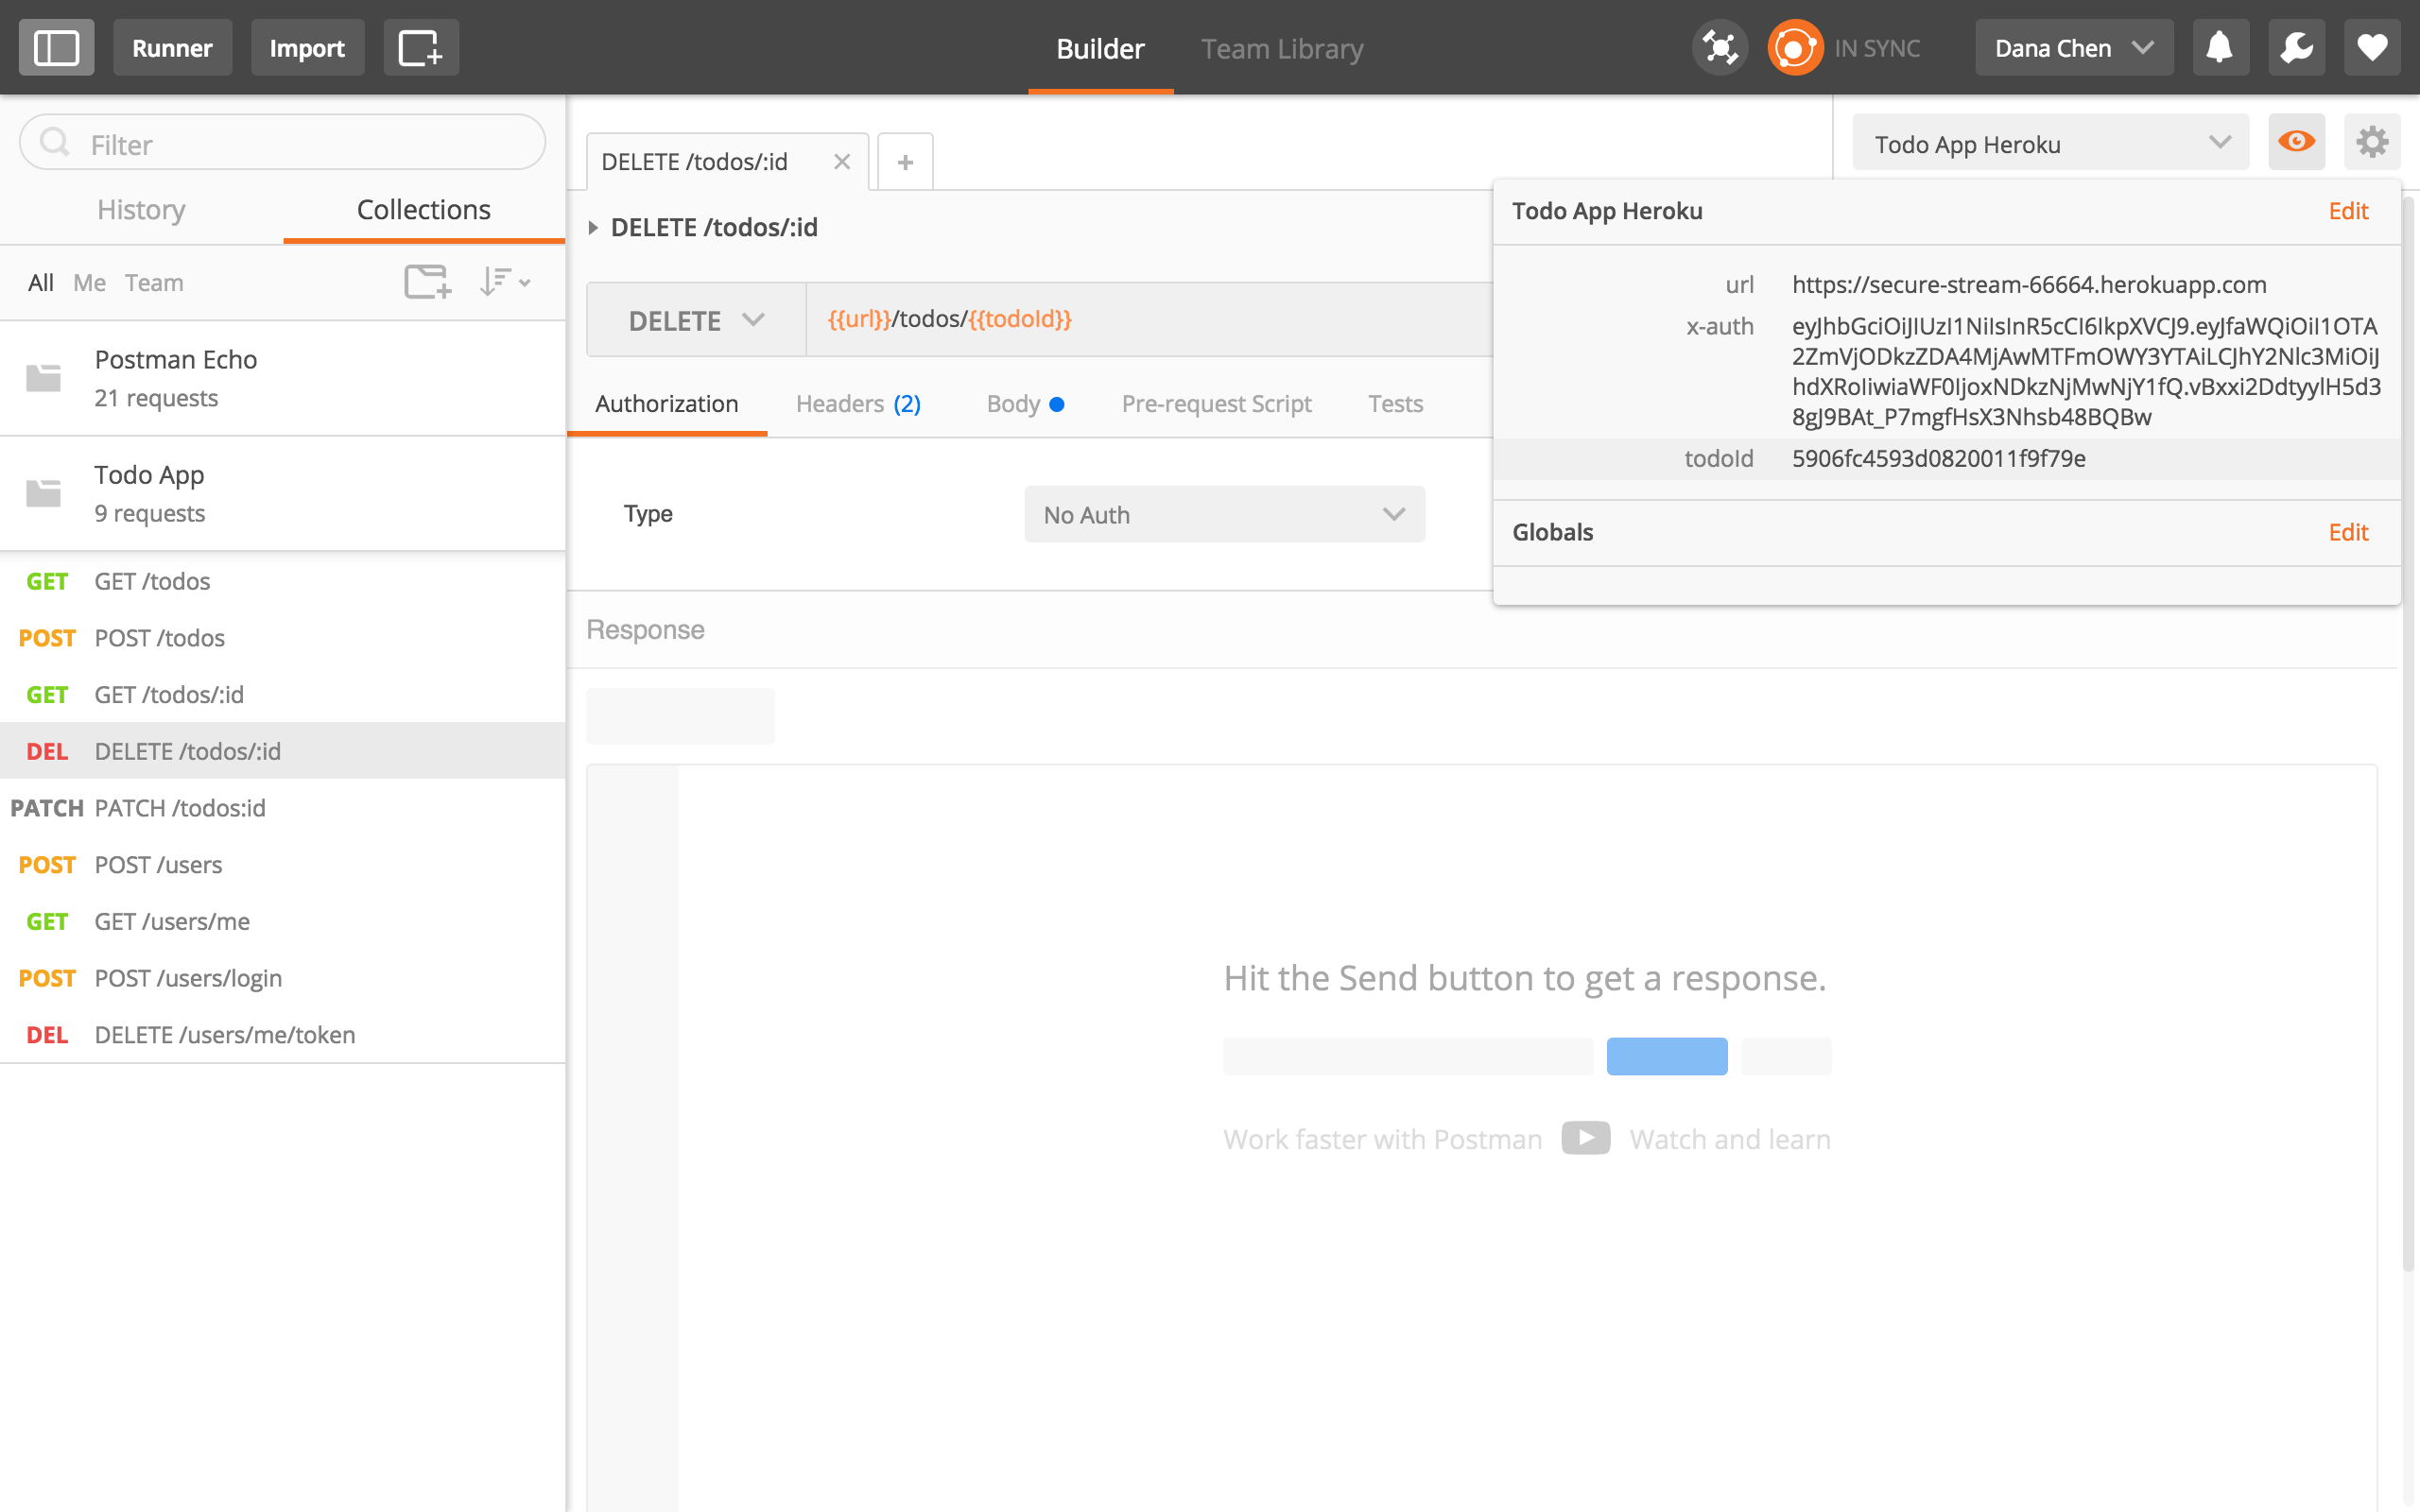 Runner
Import
Builder
Team Library
IN SYNC
Dana Chen
Filter
History
Collections
All
Me
Team
Postman Echo
21 requests
Todo App
9 requests
GET GET /todos
POST POST /todos
GET GET /todos/:id
DEL DELETE /todos/:id
PATCH PATCH /todos:id
POST POST /users
GET GET /users/me
POST POST /users/login
DEL DELETE /users/me/token
DELETE /todos/:id
Todo App Heroku
DELETE /todos/:id
DELETE
{{url}}/todos/{{todoId}}
Authorization
Headers (2)
Body
Pre-request Script
Tests
Type
No Auth
Todo App Heroku
Edit
url https://secure-stream-66664.herokuapp.com
x-auth eyJhbGciOiJIUzI1NiIsInR5cCI6IkpXVCJ9.eyJfaWQiOiI1OTA
2ZmVjODkzZDA4MjAwMTFmOWY3YTAiLCJhY2Nlc3MiOiJ
hdXRoIiwiaWF0IjoxNDkzNjMwNjY1fQ.vBxxi2DdtyylH5d3
8gJ9BAt_P7mgfHsX3Nhsb48BQBw
todoId 5906fc4593d0820011f9f79e
Globals
Edit
Response
Hit the Send button to get a response.
Work faster with Postman
Watch and learn